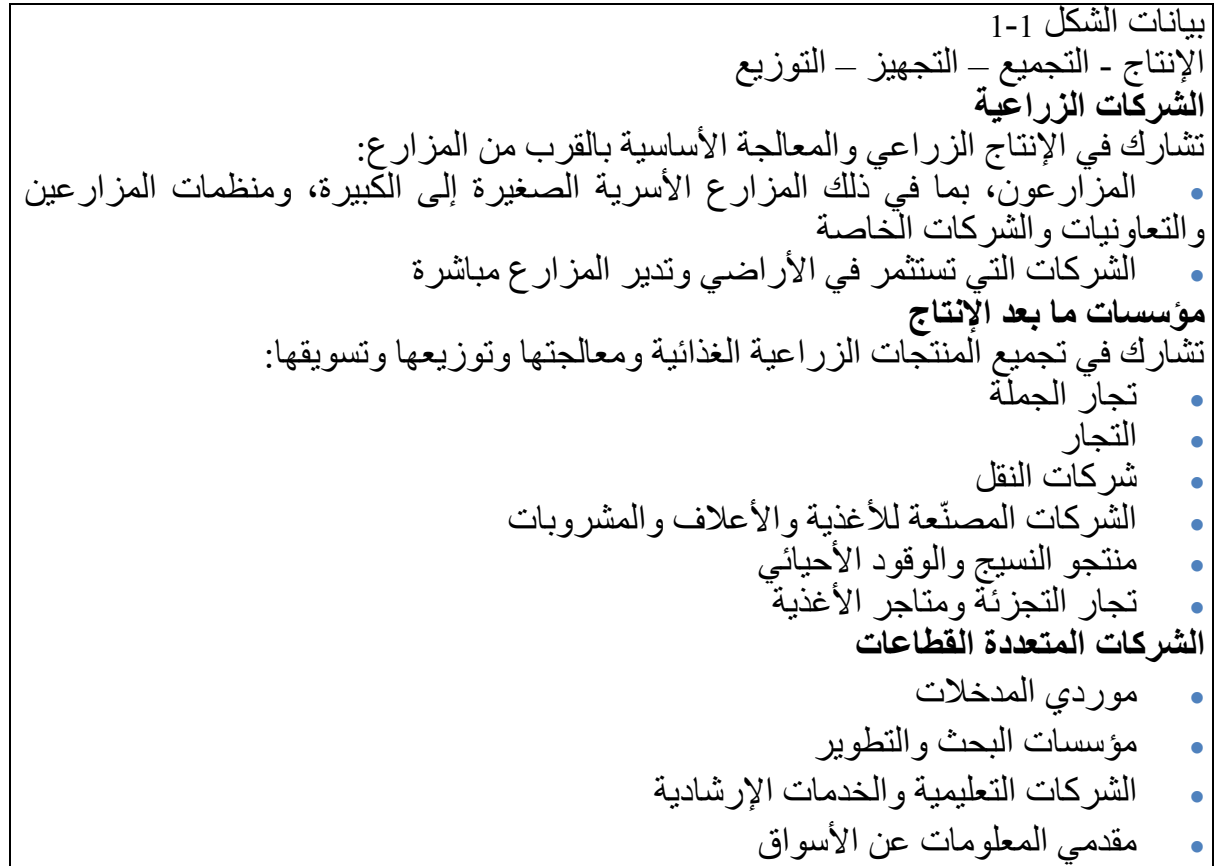 بيانات الشكل 1-1
الإنتاج - التجميع – التجهيز – التوزيع
الشركات الزراعية
تشارك في الإنتاج الزراعي والمعالجة الأساسية بالقرب من المزارع:
• المزارعون، بما في ذلك المزارع الأسرية الصغيرة إلى الكبيرة، ومنظمات المزارعين
والتعاونيات والشركات الخاصة
• الشركات التي تستثمر في الأراضي وتدير المزارع مباشرة
مؤسسات ما بعد الإنتاج
تشارك في تجميع المنتجات الزراعية الغذائية ومعالجتها وتوزيعها وتسويقها:
• تجار الجملة
• التجار
• شركات النقل
• الشركات المصنّعة للأغذية والأعلاف والمشروبات
• منتجو النسيج والوقود الأحيائي
• تجار التجزئة ومتاجر الأغذية
الشركات المتعددة القطاعات
• موردي المدخلات
• مؤسسات البحث والتطوير
• الشركات التعليمية والخدمات الإرشادية
• مقدمي المعلومات عن الأسواق